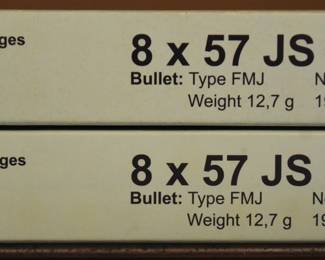 8 x 57 JS
Bullet: Type FMJ
Weight 12,7 g
8 x 57 JS
Bullet: Type FMJ
Weight 12,7 g